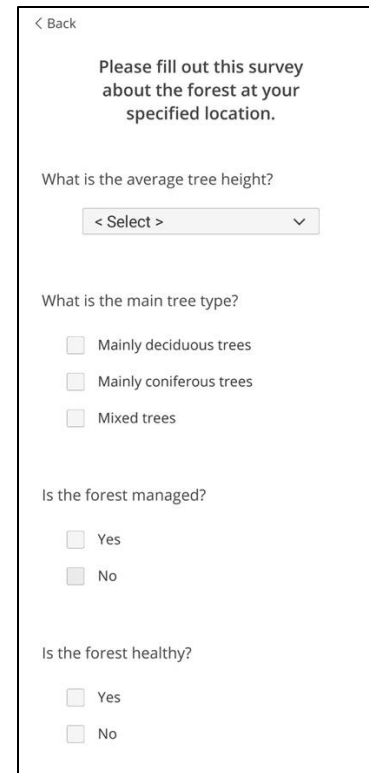 < Back
Please fill out this survey
about the forest at your
specified location.
What is the average tree height?
< Select >
What is the main tree type?
Mainly deciduous trees
Mainly coniferous trees
Mixed trees
Is the forest managed?
Yes
No
Is the forest healthy?
Yes
No